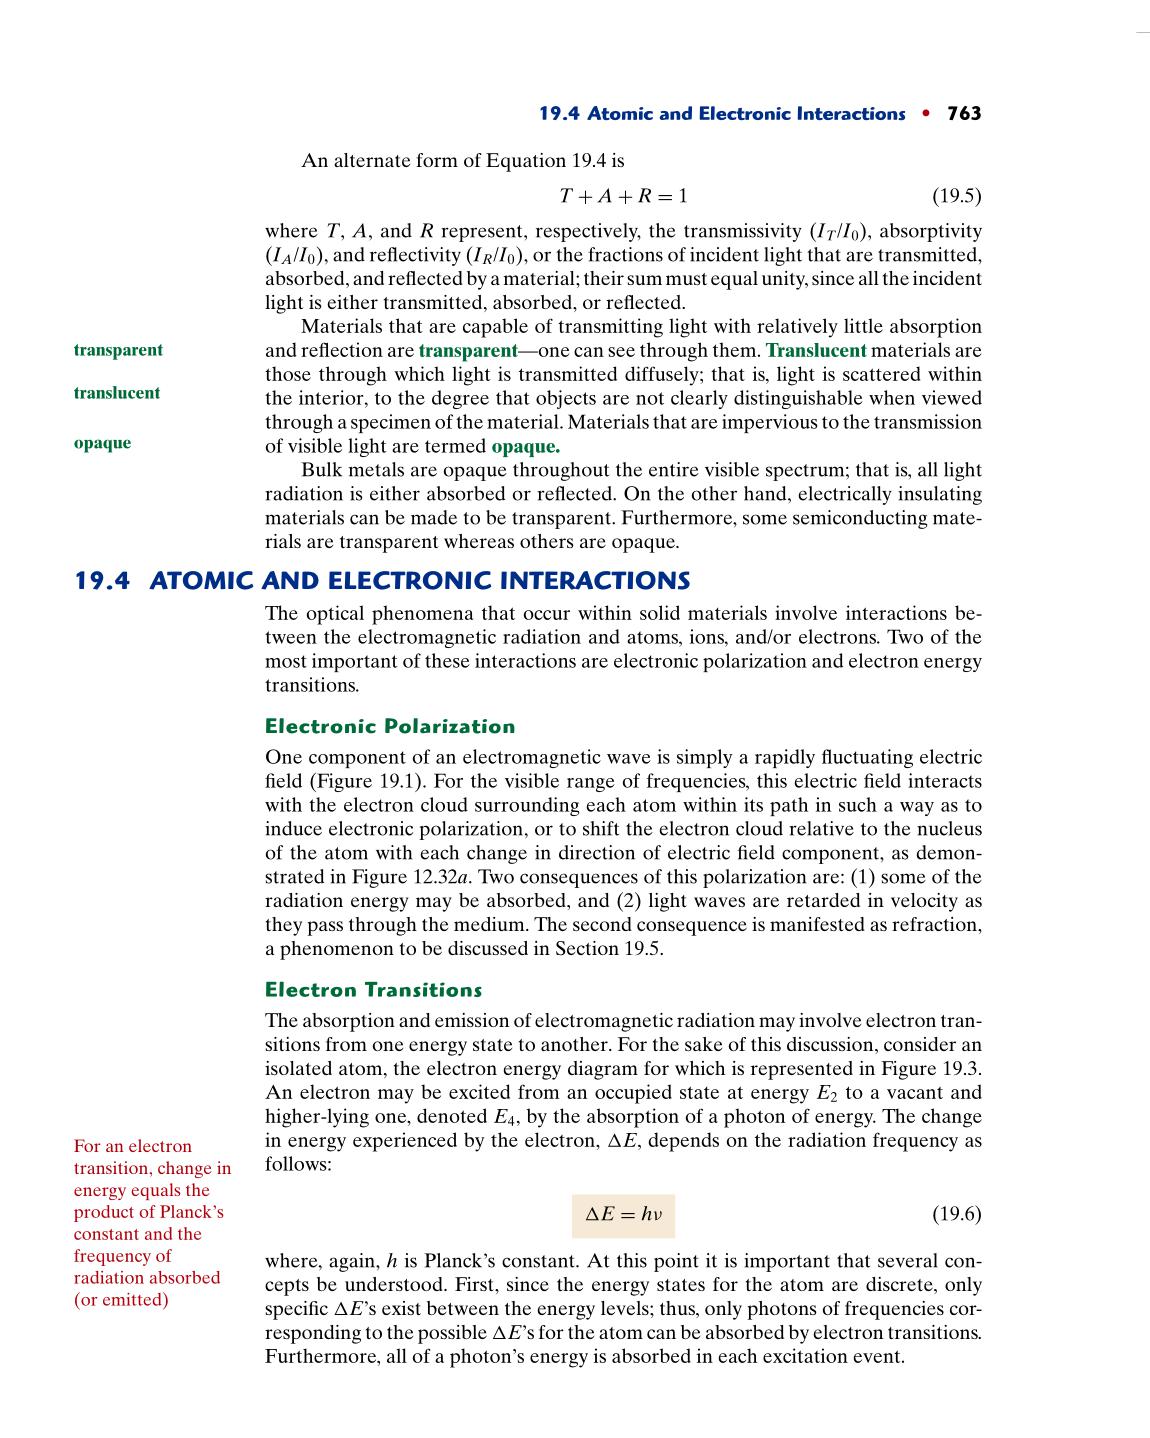 19.4 Atomic and Electronic Interactions • 763
An alternate form of Equation 19.4 is
T + A + R = 1 (19.5)
where T, A, and R represent, respectively, the transmissivity (I_T/I_0), absorptivity
(I_A/I_0), and reflectivity (I_R/I_0), or the fractions of incident light that are transmitted,
absorbed, and reflected by a material; their sum must equal unity, since all the incident
light is either transmitted, absorbed, or reflected.
Materials that are capable of transmitting light with relatively little absorption
transparent
and reflection are transparent—one can see through them. Translucent materials are
those through which light is transmitted diffusely; that is, light is scattered within
translucent
the interior, to the degree that objects are not clearly distinguishable when viewed
through a specimen of the material. Materials that are impervious to the transmission
opaque
of visible light are termed opaque.
Bulk metals are opaque throughout the entire visible spectrum; that is, all light
radiation is either absorbed or reflected. On the other hand, electrically insulating
materials can be made to be transparent. Furthermore, some semiconducting mate-
rials are transparent whereas others are opaque.
19.4 ATOMIC AND ELECTRONIC INTERACTIONS
The optical phenomena that occur within solid materials involve interactions be-
tween the electromagnetic radiation and atoms, ions, and/or electrons. Two of the
most important of these interactions are electronic polarization and electron energy
transitions.
Electronic Polarization
One component of an electromagnetic wave is simply a rapidly fluctuating electric
field (Figure 19.1). For the visible range of frequencies, this electric field interacts
with the electron cloud surrounding each atom within its path in such a way as to
induce electronic polarization, or to shift the electron cloud relative to the nucleus
of the atom with each change in direction of electric field component, as demon-
strated in Figure 12.32a. Two consequences of this polarization are: (1) some of the
radiation energy may be absorbed, and (2) light waves are retarded in velocity as
they pass through the medium. The second consequence is manifested as refraction,
a phenomenon to be discussed in Section 19.5.
Electron Transitions
The absorption and emission of electromagnetic radiation may involve electron tran-
sitions from one energy state to another. For the sake of this discussion, consider an
isolated atom, the electron energy diagram for which is represented in Figure 19.3.
An electron may be excited from an occupied state at energy E_2 to a vacant and
higher-lying one, denoted E_4, by the absorption of a photon of energy. The change
in energy experienced by the electron, ΔE, depends on the radiation frequency as
follows:
For an electron
transition, change in
energy equals the
product of Planck's
constant and the
frequency of
radiation absorbed
(or emitted)
ΔE = hν (19.6)
where, again, h is Planck's constant. At this point it is important that several con-
cepts be understood. First, since the energy states for the atom are discrete, only
specific ΔE's exist between the energy levels; thus, only photons of frequencies cor-
responding to the possible ΔE's for the atom can be absorbed by electron transitions.
Furthermore, all of a photon's energy is absorbed in each excitation event.